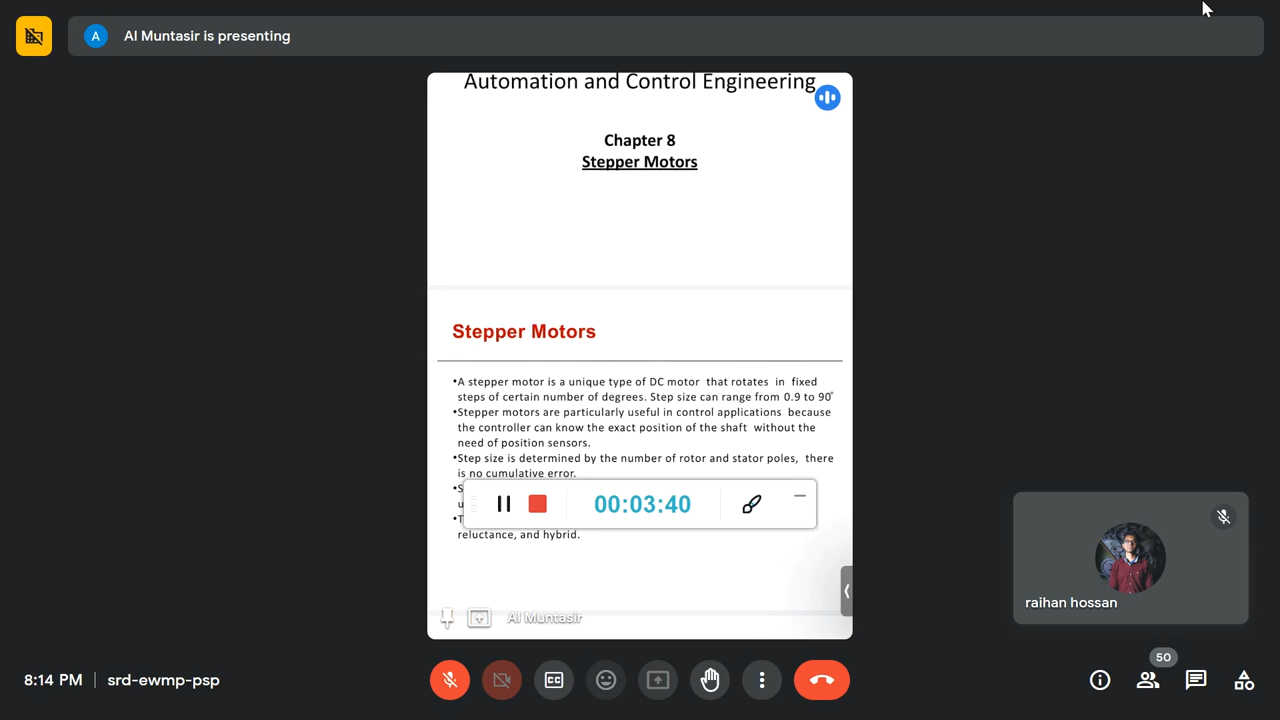 A
Al Muntasir is presenting
Automation and Control Engineering
Chapter 8
Stepper Motors
Stepper Motors
•A stepper motor is a unique type of DC motor that rotates in fixed
steps of certain number of degrees. Step size can range from 0.9 to 90°
•Stepper motors are particularly useful in control applications because
the controller can know the exact position of the shaft without the
need of position sensors.
•Step size is determined by the number of rotor and stator poles, there
is no cumulative error.
00:03:40
reluctance, and hybrid.
Al Muntasir
raihan hossan
8:14 PM
srd-ewmp-psp
CC
50